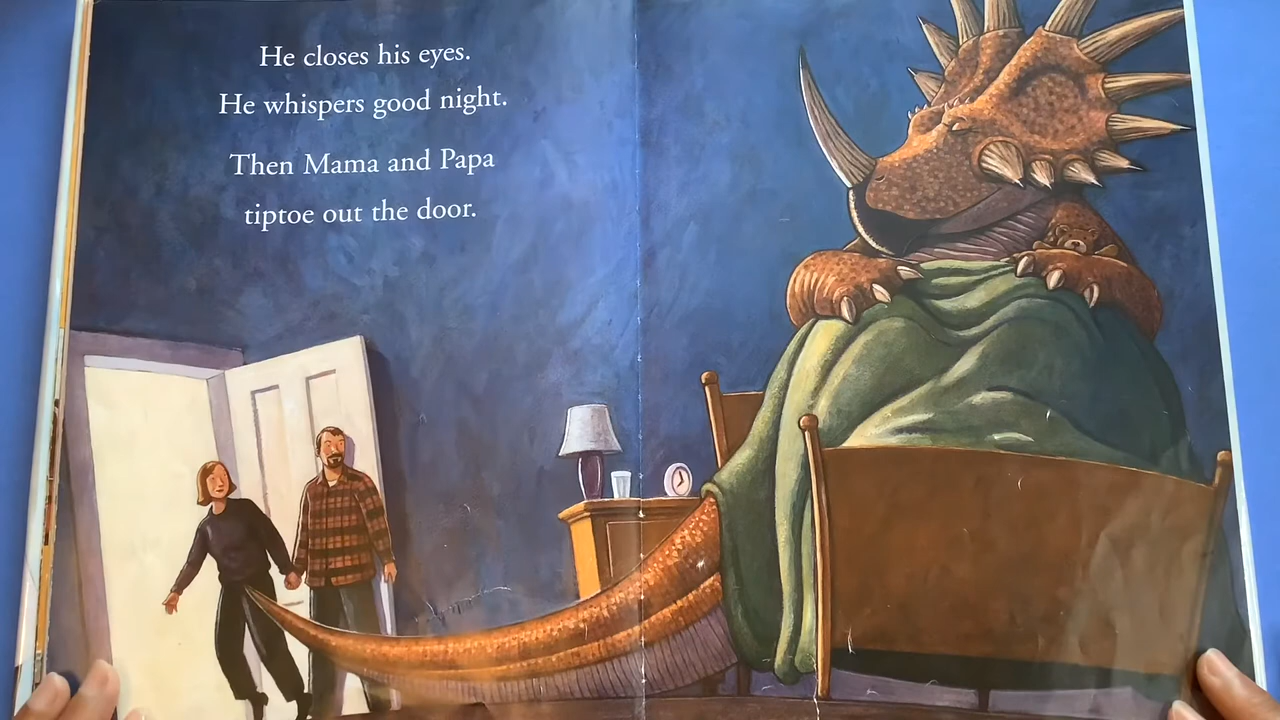 He closes his eyes.
He whispers good night.
Then Mama and Papa
tiptoe out the door.